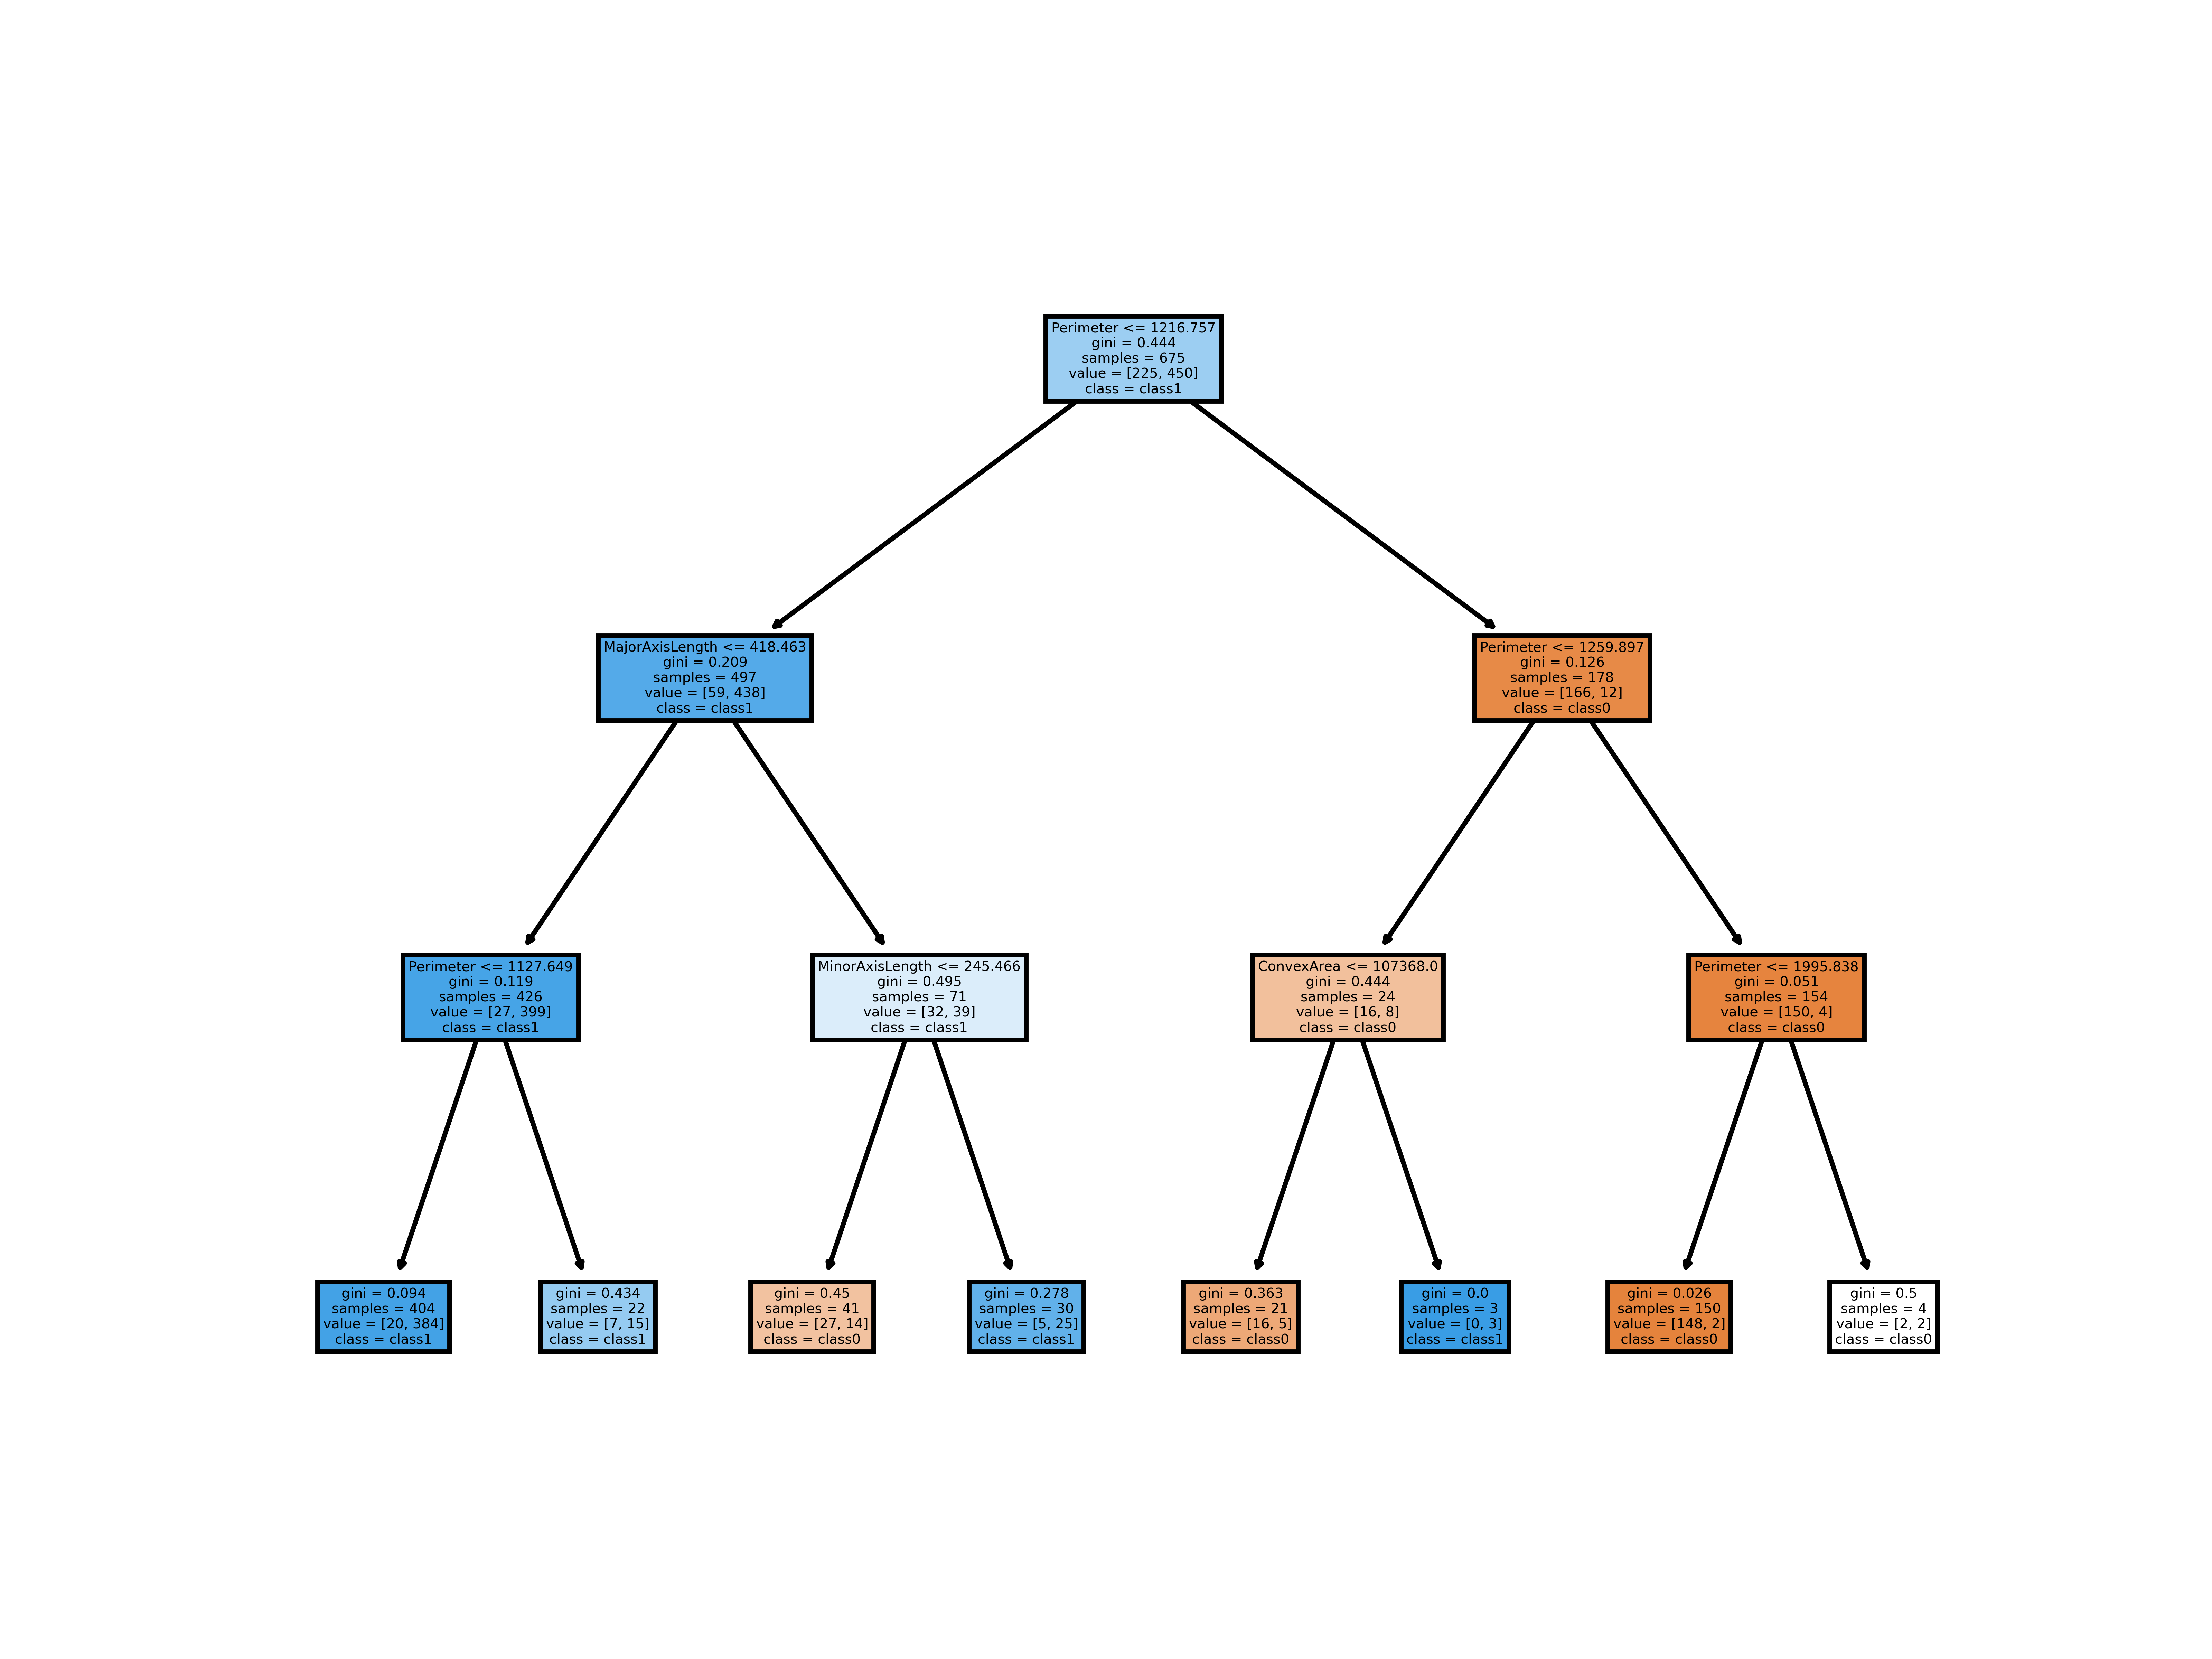 Perimeter <= 1216.757
gini = 0.444
samples = 675
value = [225, 450]
class = class1
MajorAxisLength <= 418.463
gini = 0.209
samples = 497
value = [59, 438]
class = class1
Perimeter <= 1259.897
gini = 0.126
samples = 178
value = [166, 12]
class = class0
Perimeter <= 1127.649
gini = 0.119
samples = 426
value = [27, 399]
class = class1
MinorAxisLength <= 245.466
gini = 0.495
samples = 71
value = [32, 39]
class = class1
ConvexArea <= 107368.0
gini = 0.444
samples = 24
value = [16, 8]
class = class0
Perimeter <= 1995.838
gini = 0.051
samples = 154
value = [150, 4]
class = class0
gini = 0.094
samples = 404
value = [20, 384]
class = class1
gini = 0.434
samples = 22
value = [7, 15]
class = class1
gini = 0.45
samples = 41
value = [27, 14]
class = class0
gini = 0.278
samples = 30
value = [5, 25]
class = class1
gini = 0.363
samples = 21
value = [16, 5]
class = class0
gini = 0.0
samples = 3
value = [0, 3]
class = class1
gini = 0.026
samples = 150
value = [148, 2]
class = class0
gini = 0.5
samples = 4
value = [2, 2]
class = class0